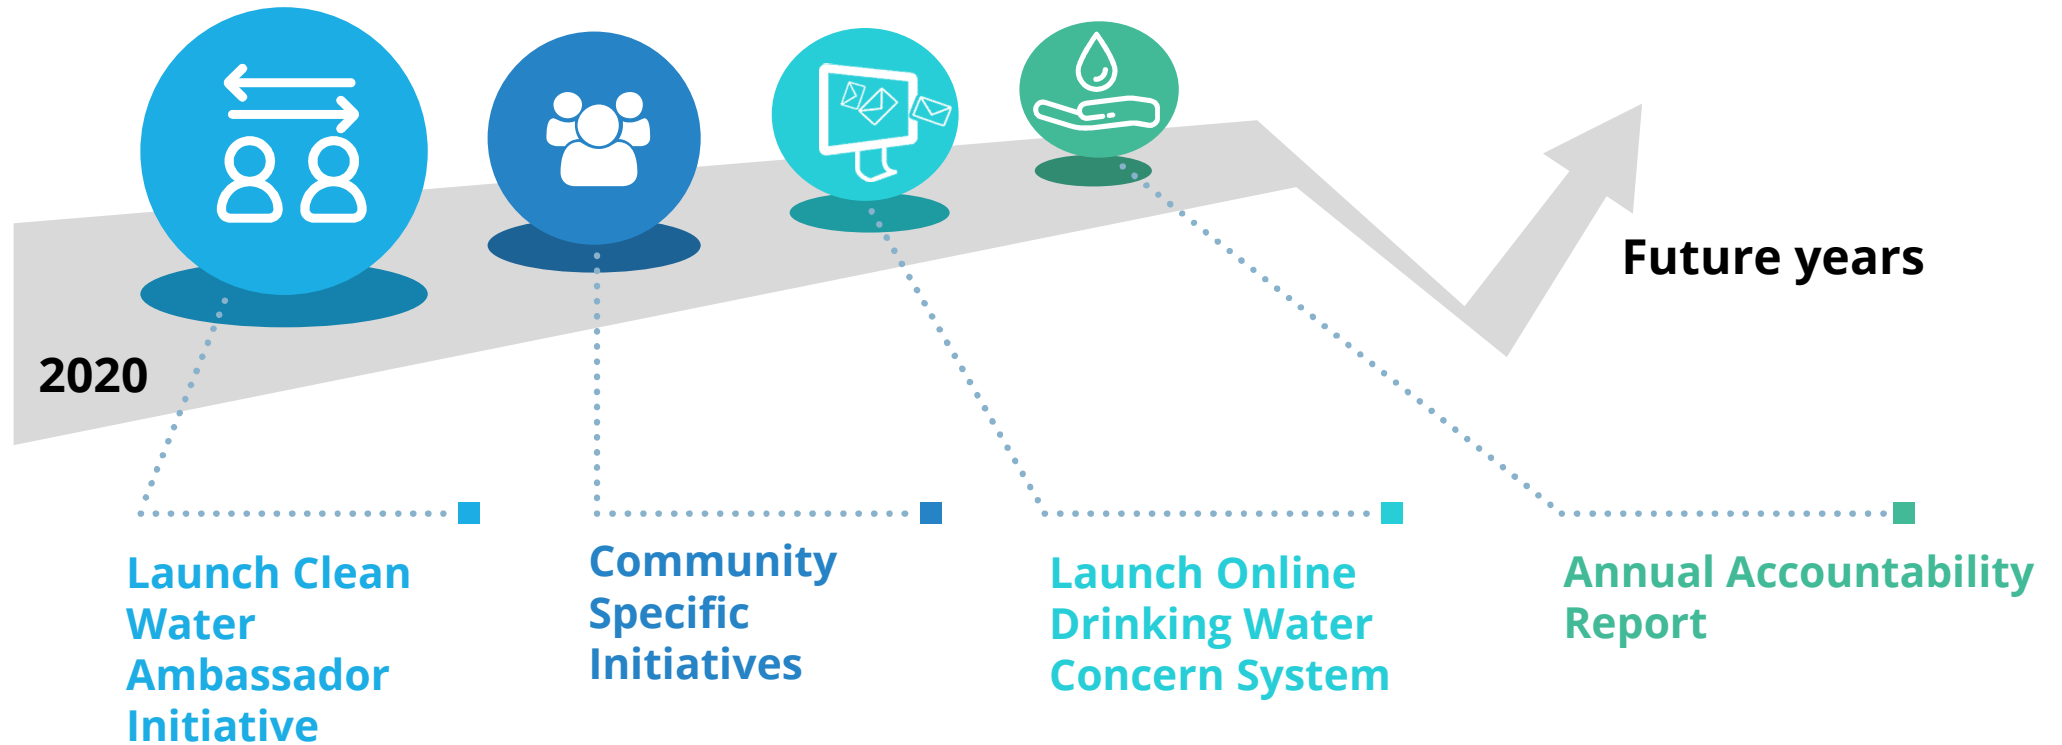 2020
Future years
Launch Clean
Water
Ambassador
Initiative
Community
Specific
Initiatives
Launch Online
Drinking Water
Concern System
Annual Accountability
Report